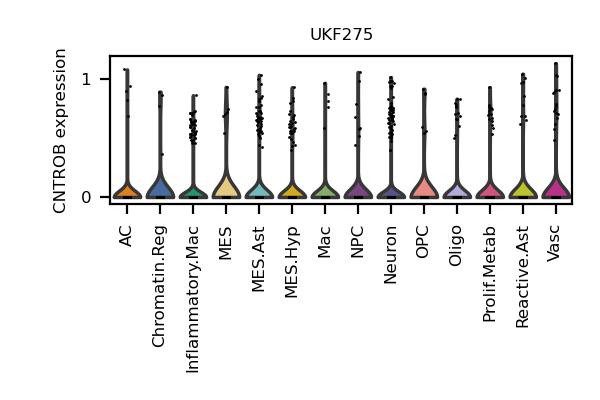 UKF275
CNTROB expression
1
0
AC
Chromatin.Reg
Inflammatory.Mac
MES
MES.Ast
MES.Hyp
Mac
NPC
Neuron
OPC
Oligo
Prolif.Metab
Reactive.Ast
Vasc